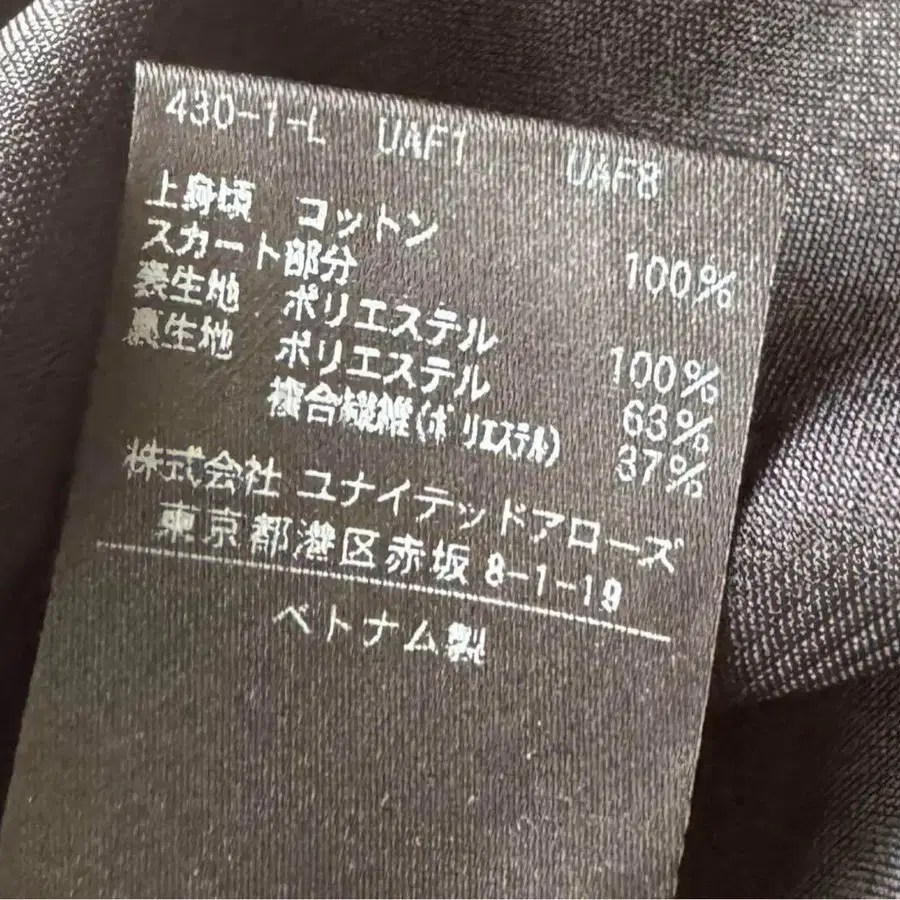 430-1-L UAF1 UAF8
上身頃 コットン 100%
スカート部分
表生地 ポリエステル 100%
裏生地 ポリエステル 63%
複合繊維(ポリエステル) 37%
株式会社 ユナイテッドアローズ
東京都港区赤坂 8-1-19
ベトナム製